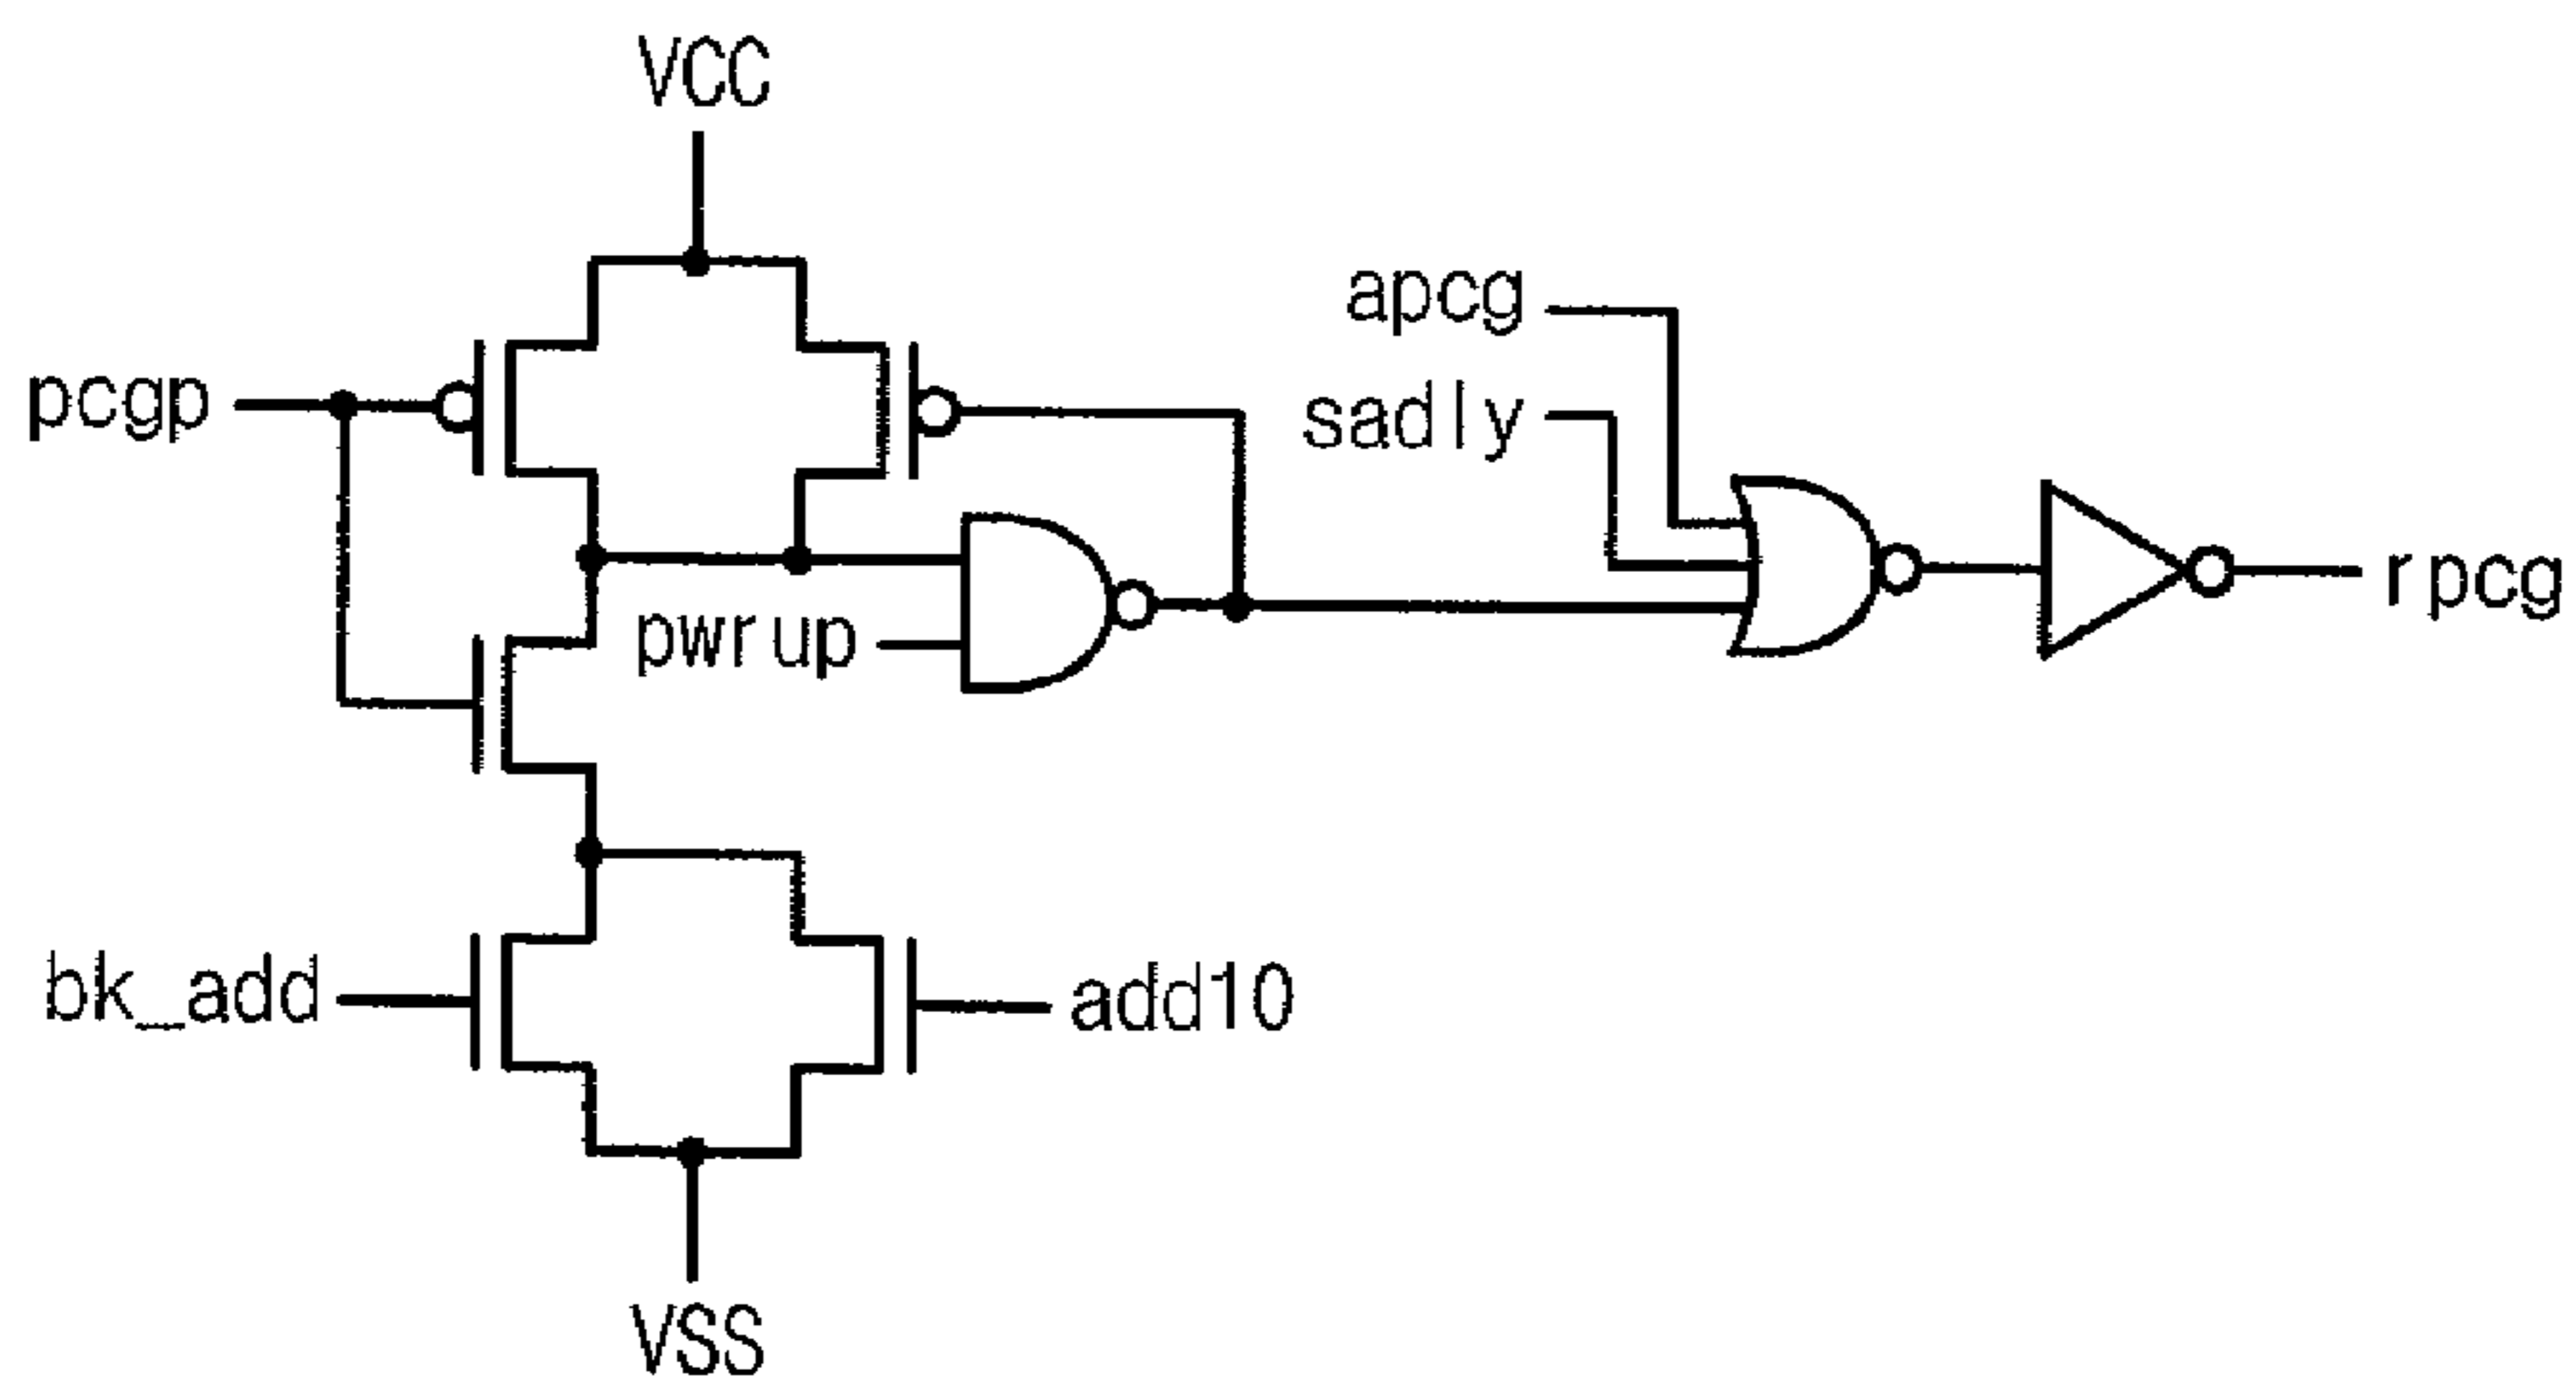 VCC
apcg
pcgp
sadly
rpcg
pwrup
bk_add
add10
VSS